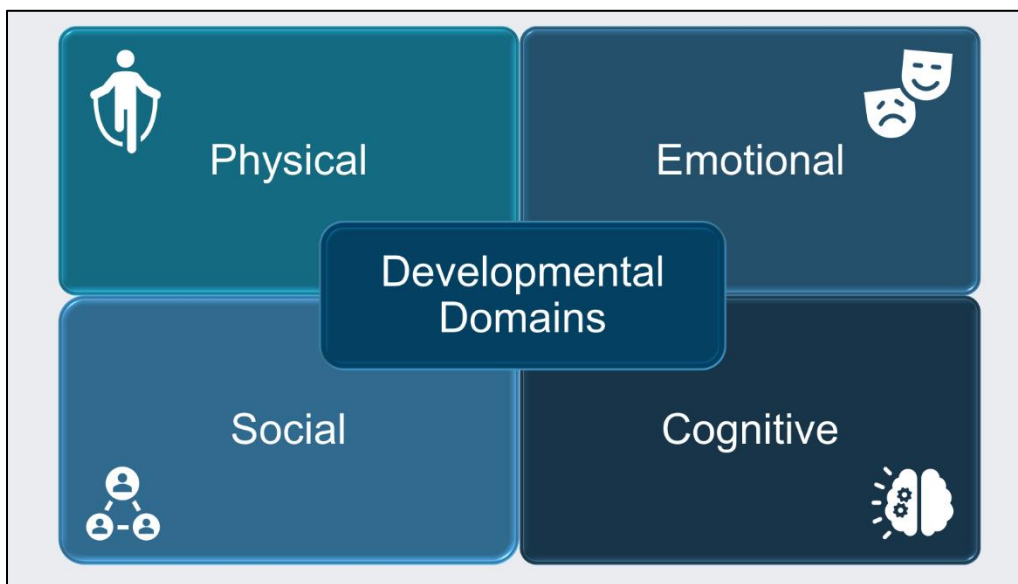 Physical
Emotional
Developmental
Domains
Social
Cognitive